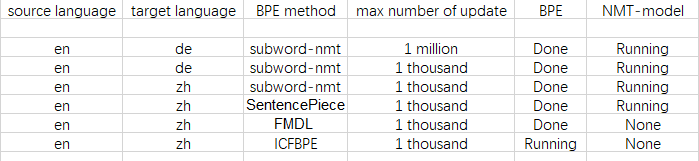 source language target language BPE method max number of update BPE NMT-model
en de subword-nmt 1 million Done Running
en de subword-nmt 1 thousand Done Running
en zh subword-nmt 1 thousand Done Running
en zh SentencePiece 1 thousand Done Running
en zh FMDL 1 thousand Done None
en zh ICFBPE 1 thousand Running None